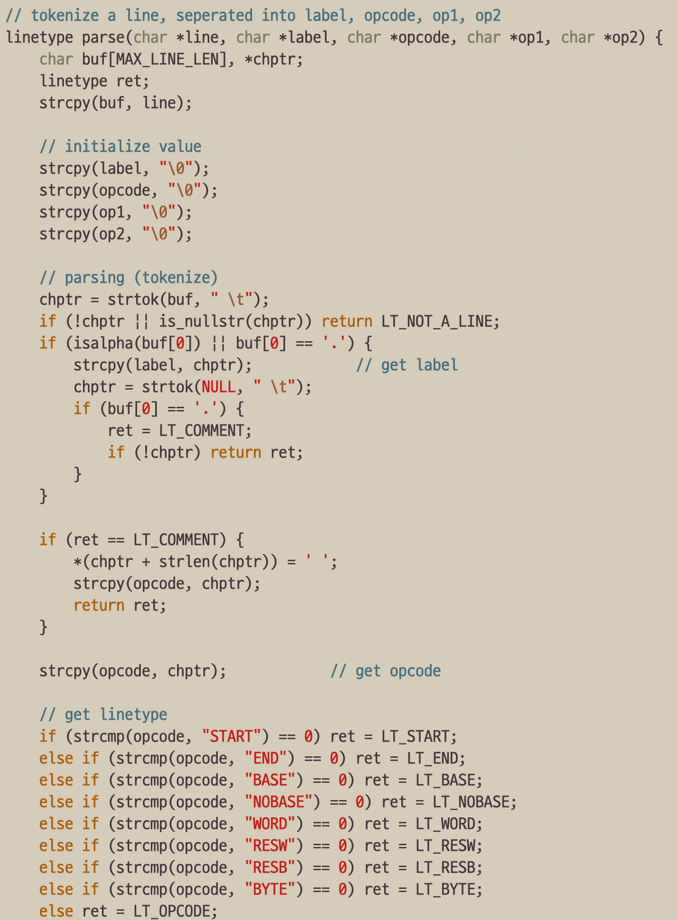 // tokenize a line, seperated into label, opcode, op1, op2
linetype parse(char *line, char *label, char *opcode, char *op1, char *op2) {
    char buf[MAX_LINE_LEN], *chptr;
    linetype ret;
    strcpy(buf, line);

    // initialize value
    strcpy(label, "\0");
    strcpy(opcode, "\0");
    strcpy(op1, "\0");
    strcpy(op2, "\0");

    // parsing (tokenize)
    chptr = strtok(buf, " \t");
    if (!chptr || is_nullstr(chptr)) return LT_NOT_A_LINE;
    if (isalpha(buf[0]) || buf[0] == '.') {
        strcpy(label, chptr);            // get label
        chptr = strtok(NULL, " \t");
        if (buf[0] == '.') {
            ret = LT_COMMENT;
            if (!chptr) return ret;
        }
    }

    if (ret == LT_COMMENT) {
        *(chptr + strlen(chptr)) = ' ';
        strcpy(opcode, chptr);
        return ret;
    }

    strcpy(opcode, chptr);            // get opcode

    // get linetype
    if (strcmp(opcode, "START") == 0) ret = LT_START;
    else if (strcmp(opcode, "END") == 0) ret = LT_END;
    else if (strcmp(opcode, "BASE") == 0) ret = LT_BASE;
    else if (strcmp(opcode, "NOBASE") == 0) ret = LT_NOBASE;
    else if (strcmp(opcode, "WORD") == 0) ret = LT_WORD;
    else if (strcmp(opcode, "RESW") == 0) ret = LT_RESW;
    else if (strcmp(opcode, "RESB") == 0) ret = LT_RESB;
    else if (strcmp(opcode, "BYTE") == 0) ret = LT_BYTE;
    else ret = LT_OPCODE;